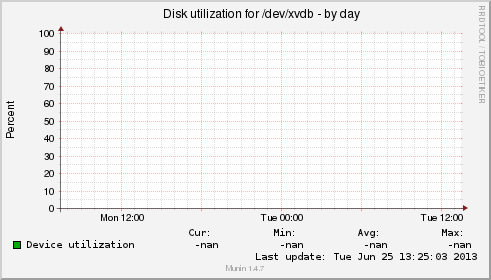 Disk utilization for /dev/xvdb - by day
RRDTOOL / TOBI OETIKER
Percent
100
90
80
70
60
50
40
30
20
10
0
Mon 12:00 Tue 00:00 Tue 12:00
Cur: Min: Avg: Max:
Device utilization -nan -nan -nan -nan
Last update: Tue Jun 25 13:25:03 2013
Munin 1.4.7